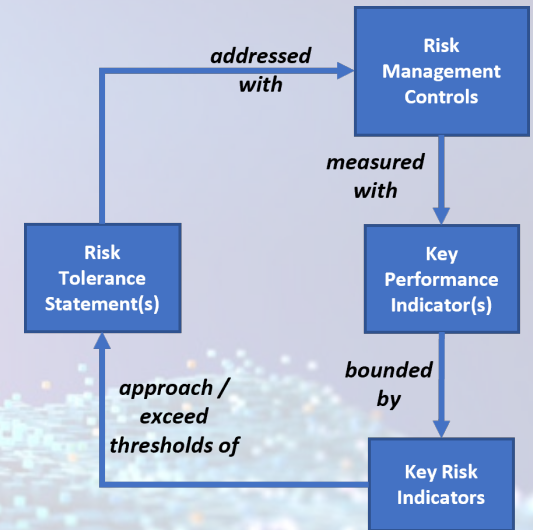 addressed
with
Risk
Management
Controls
measured
with
Risk
Tolerance
Statement(s)
Key
Performance
Indicator(s)
approach /
exceed
thresholds of
bounded
by
Key Risk
Indicators